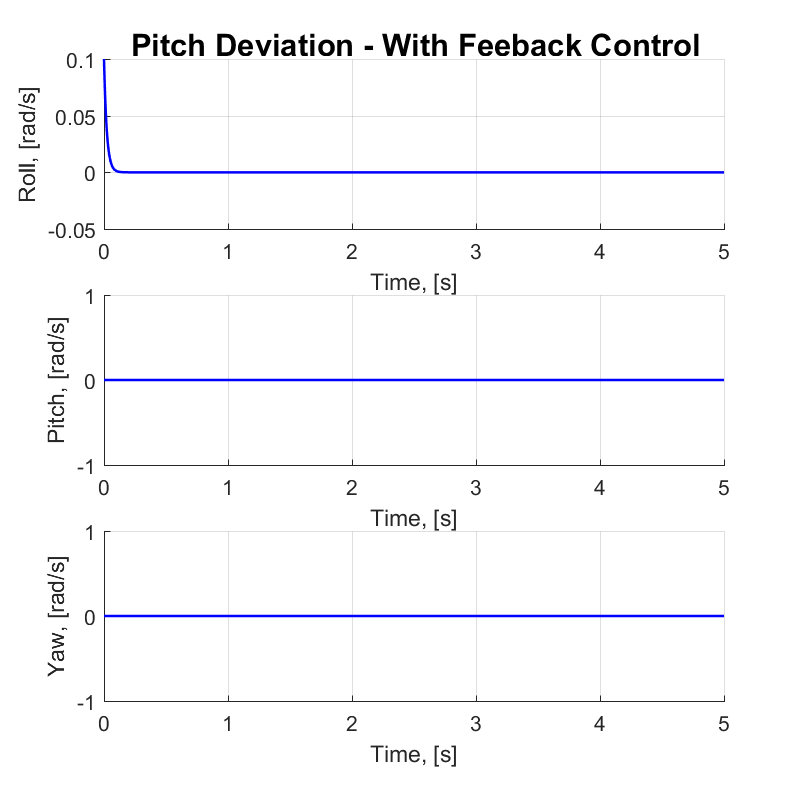 Pitch Deviation - With Feeback Control
0.1
0.05
0
-0.05
Roll, [rad/s]
0 1 2 3 4 5
Time, [s]
1
0
-1
Pitch, [rad/s]
0 1 2 3 4 5
Time, [s]
1
0
-1
Yaw, [rad/s]
0 1 2 3 4 5
Time, [s]